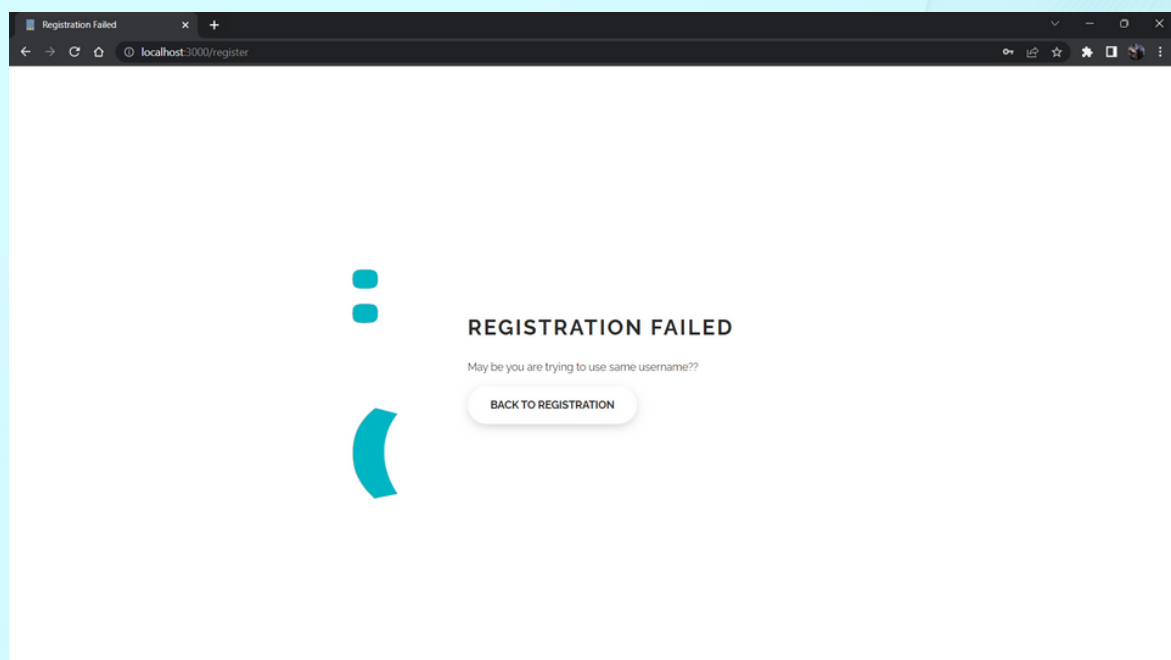 Registration Failed
localhost:3000/register
REGISTRATION FAILED
May be you are trying to use same username??
BACK TO REGISTRATION